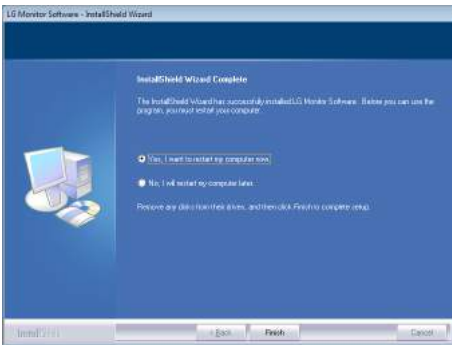 LG Monitor Software - InstallShield Wizard
InstallShield Wizard Complete
The InstallShield Wizard has successfully installed LG Monitor Software. Before you can use the
program, you must restart your computer.
Yes, I want to restart my computer now.
No, I will restart my computer later.
Remove any disks from their drives, and then click Finish to complete setup.
InstallShield
< Back Finish Cancel